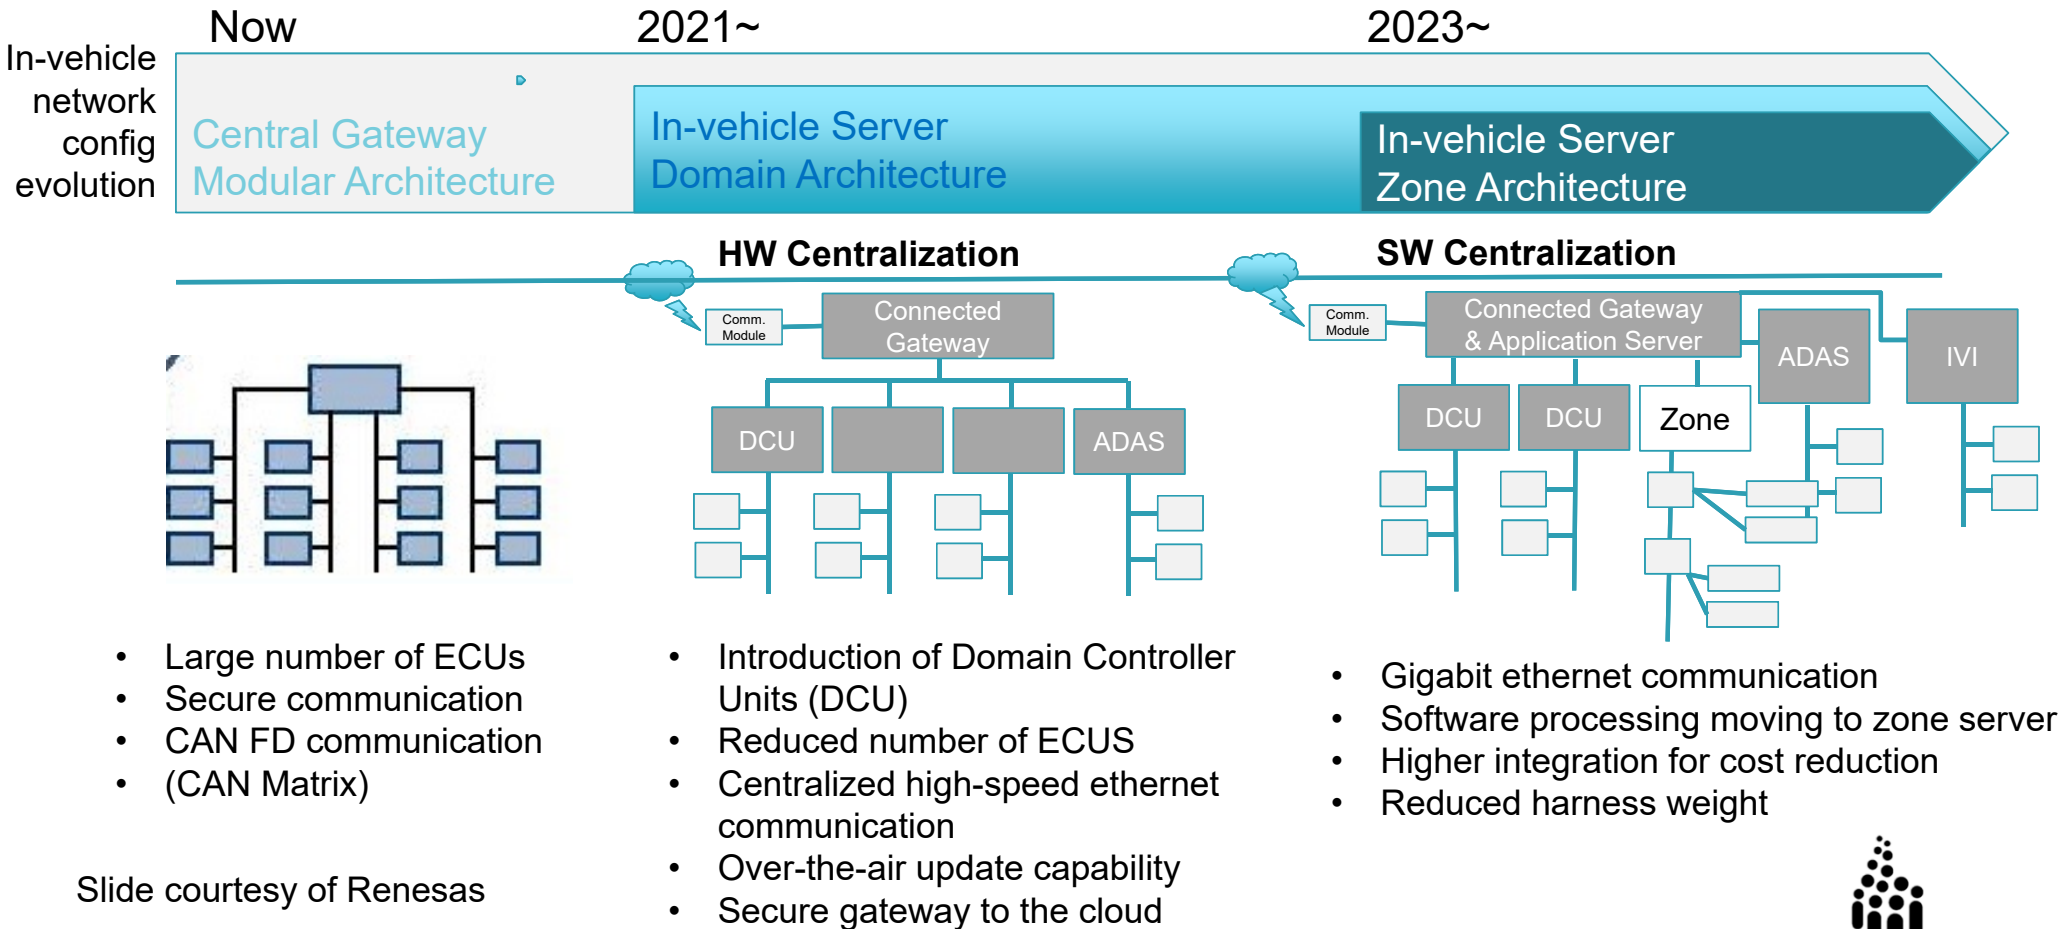 Now
2021~
2023~
In-vehicle
network
config
evolution
Central Gateway
Modular Architecture
In-vehicle Server
Domain Architecture
In-vehicle Server
Zone Architecture
HW Centralization
SW Centralization
Comm.
Module
Connected
Gateway
DCU
ADAS
Comm.
Module
Connected Gateway
& Application Server
ADAS
IVI
DCU
DCU
Zone
• Large number of ECUs
• Secure communication
• CAN FD communication
• (CAN Matrix)
• Introduction of Domain Controller
Units (DCU)
• Reduced number of ECUS
• Centralized high-speed ethernet
communication
• Over-the-air update capability
• Secure gateway to the cloud
• Gigabit ethernet communication
• Software processing moving to zone server
• Higher integration for cost reduction
• Reduced harness weight
Slide courtesy of Renesas